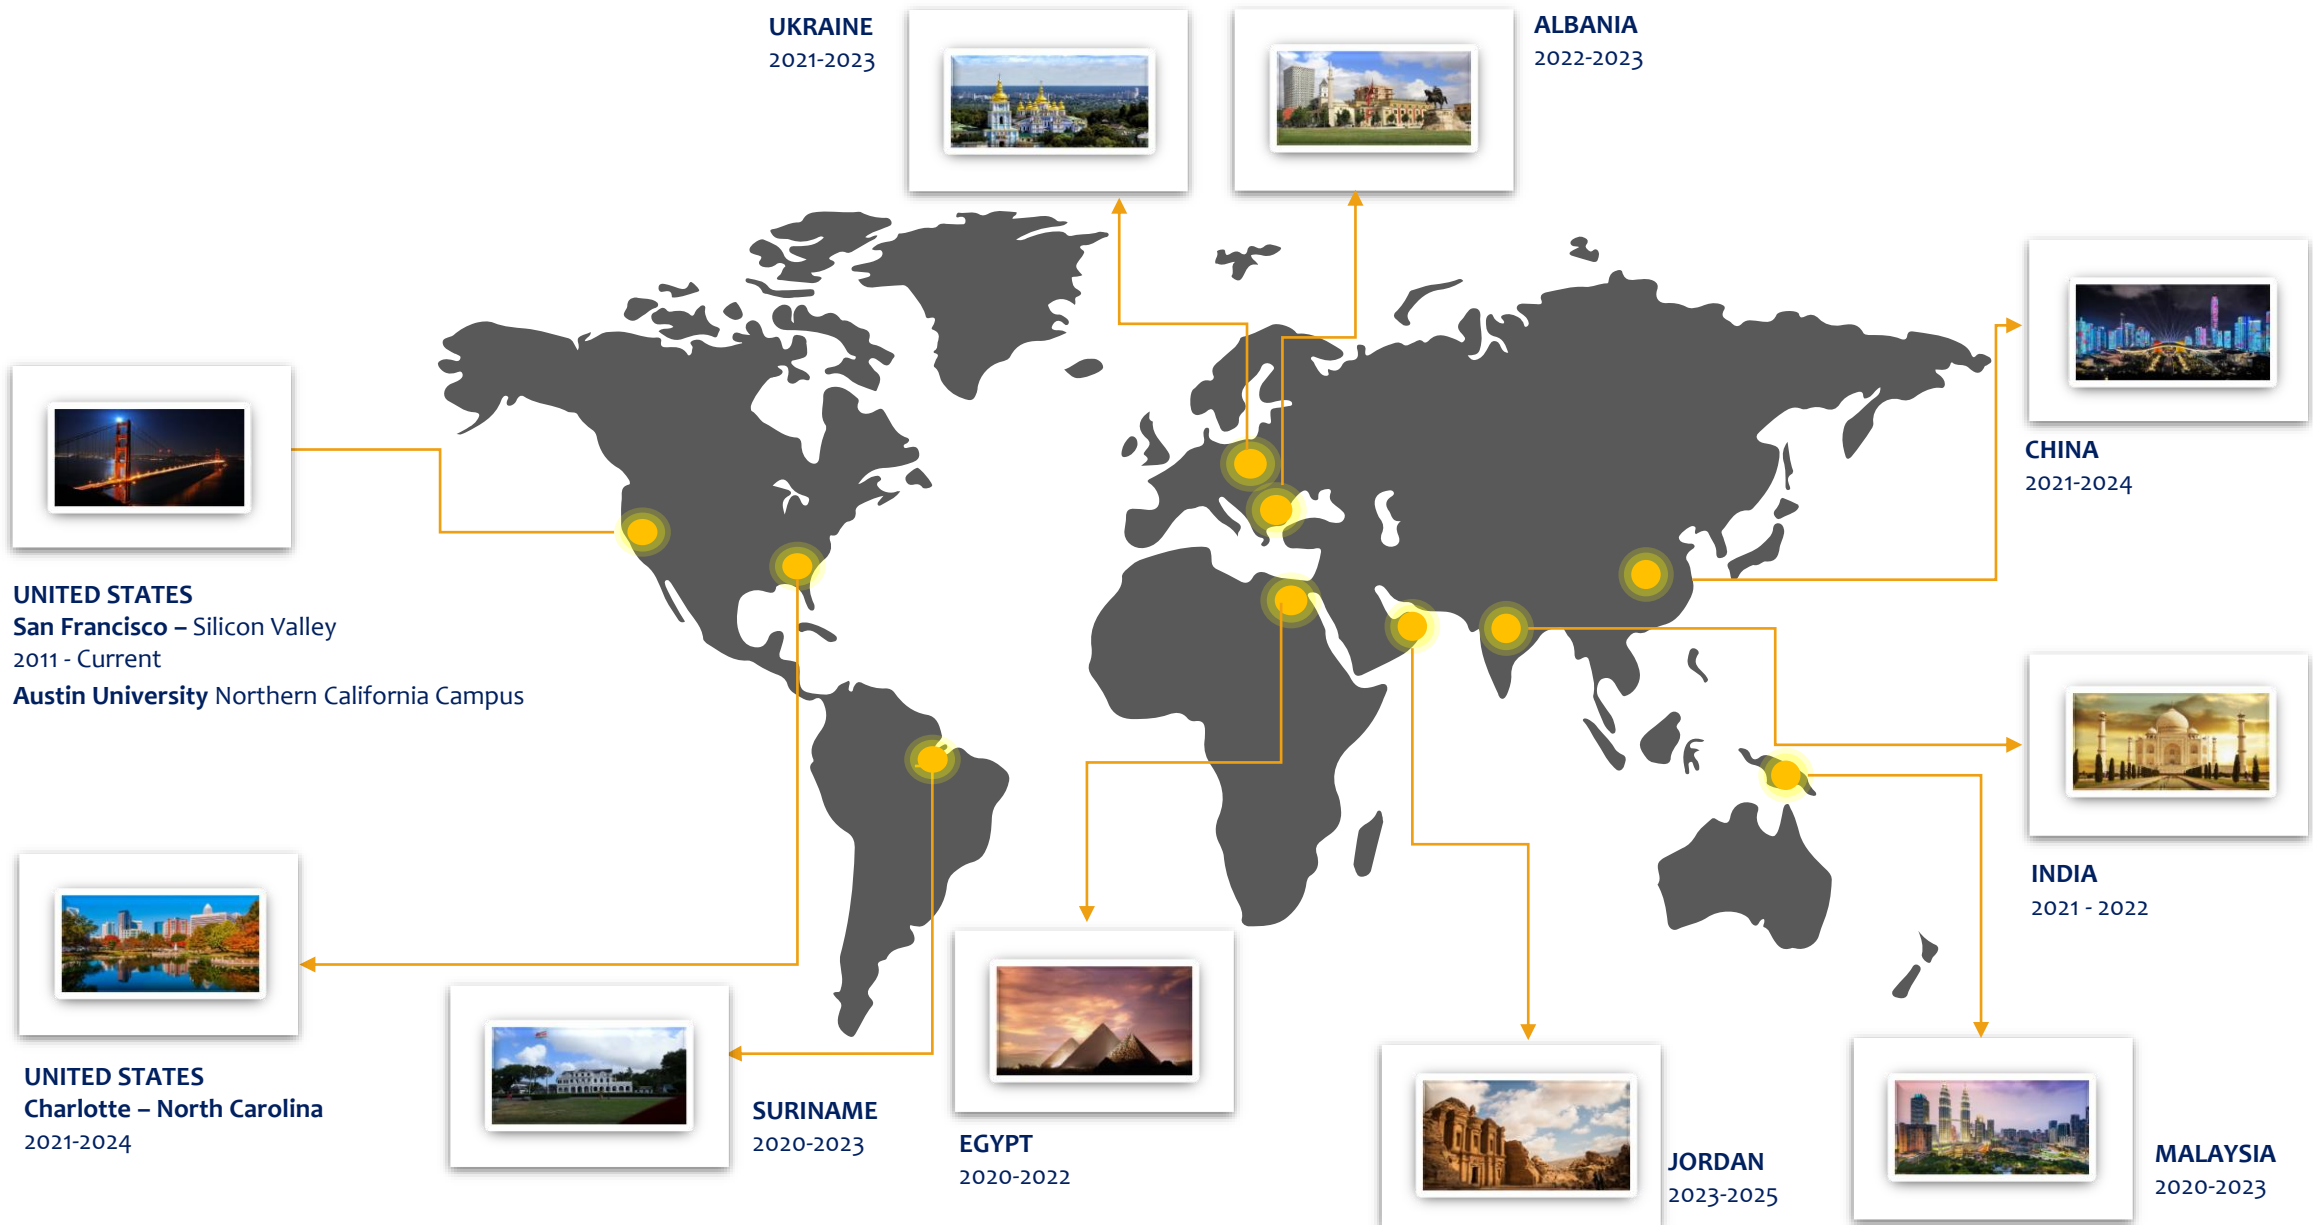 UKRAINE
2021-2023
ALBANIA
2022-2023
CHINA
2021-2024
UNITED STATES
San Francisco – Silicon Valley
2011 - Current
Austin University Northern California Campus
INDIA
2021 - 2022
UNITED STATES
Charlotte – North Carolina
2021-2024
SURINAME
2020-2023
EGYPT
2020-2022
JORDAN
2023-2025
MALAYSIA
2020-2023